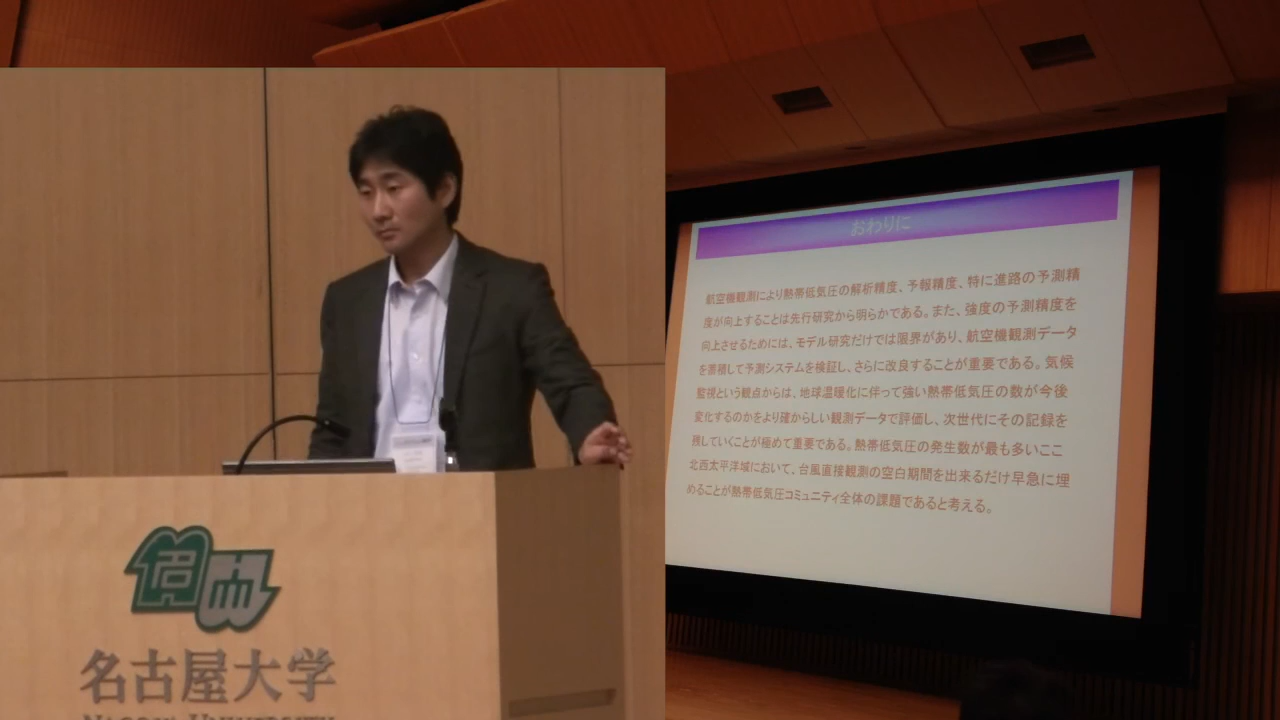 名古屋大学
NAGOYA UNIVERSITY
おわりに
航空機観測により熱帯低気圧の解析精度、予報精度、特に進路の予測精
度が向上することは先行研究から明らかである。また、強度の予測精度を
向上させるためには、モデル研究だけでは限界があり、航空機観測データ
を蓄積して予測システムを検証し、さらに改良することが重要である。気候
監視という観点からは、地球温暖化に伴って強い熱帯低気圧の数が今後
変化するのかをより確からしい観測データで評価し、次世代にその記録を
残していくことが極めて重要である。熱帯低気圧の発生数が最も多いここ
北西太平洋域において、台風直接観測の空白期間を出来るだけ早急に埋
めることが熱帯低気圧コミュニティ全体の課題であると考える。